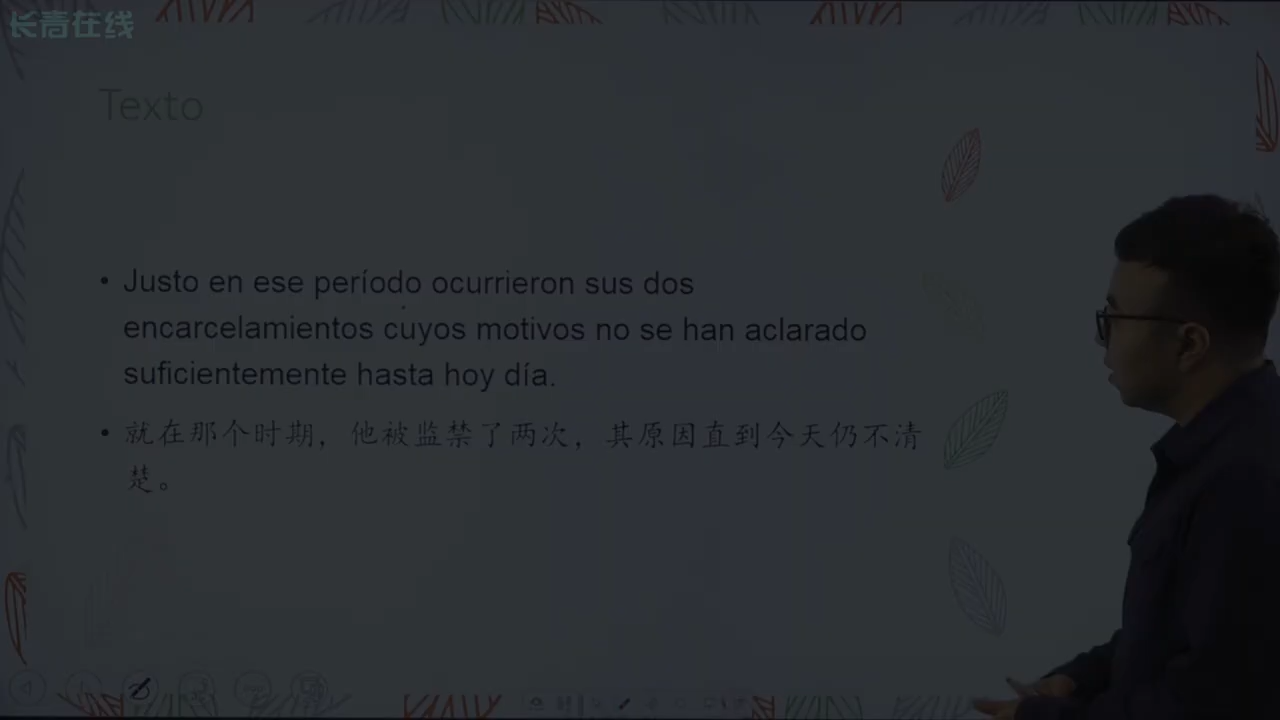 长青在线
Texto
• Justo en ese período ocurrieron sus dos
encarcelamientos cuyos motivos no se han aclarado
suficientemente hasta hoy día.
• 就在那个时期，他被监禁了两次，其原因直到今天仍不清
楚。